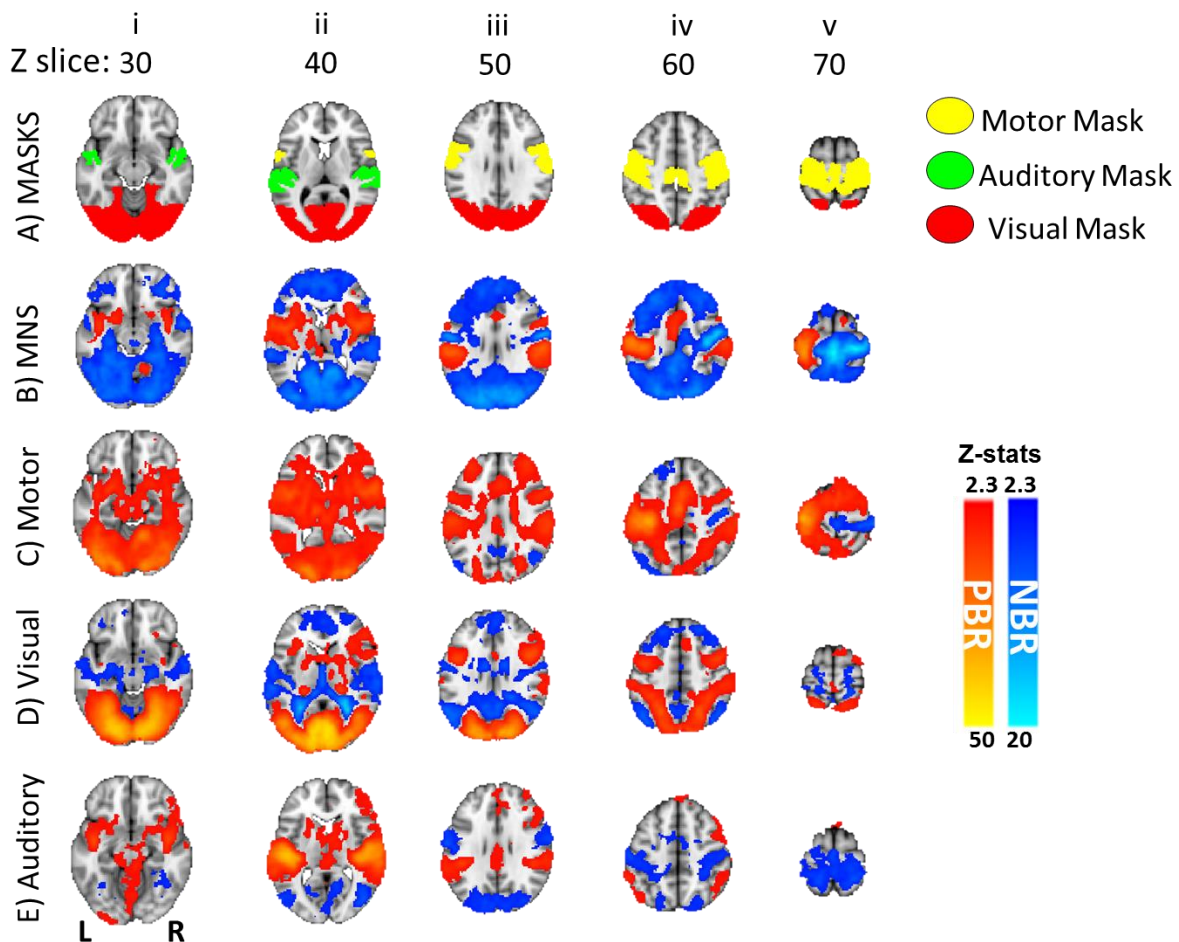 i ii iii iv v
Z slice: 30 40 50 60 70
A) MASKS
Motor Mask
Auditory Mask
Visual Mask
B) MNS
C) Motor
Z-stats
2.3 2.3
PBR NBR
50 20
D) Visual
E) Auditory
L R